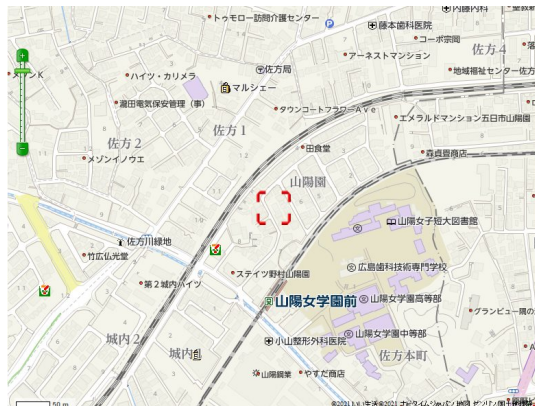 トゥモロー訪問介護センター
内藤内科
藤本歯科医院
コーポ宗岡
佐方4
アーネストマンション
佐方局
ハイツ・カリメラ
マルシェー
地域福祉センター佐方
瀧田電気保安管理（事）
タウンコートフラワーAve
エメラルドマンション五日市山陽園
佐方1
佐方2
田食堂
森貞園商店
メゾンイノウエ
山陽園
山陽女子短大図書館
佐方川緑地
竹広仏光堂
広島歯科技術専門学校
ステイツ野村山陽園
第2城内ハイツ
山陽女学園前
山陽女学園高等部
グランビュー隅の
城内2
小山整形外科医院
山陽女学園中等部
城内
佐方本町
山陽鋼業
やすだ商店
50 m